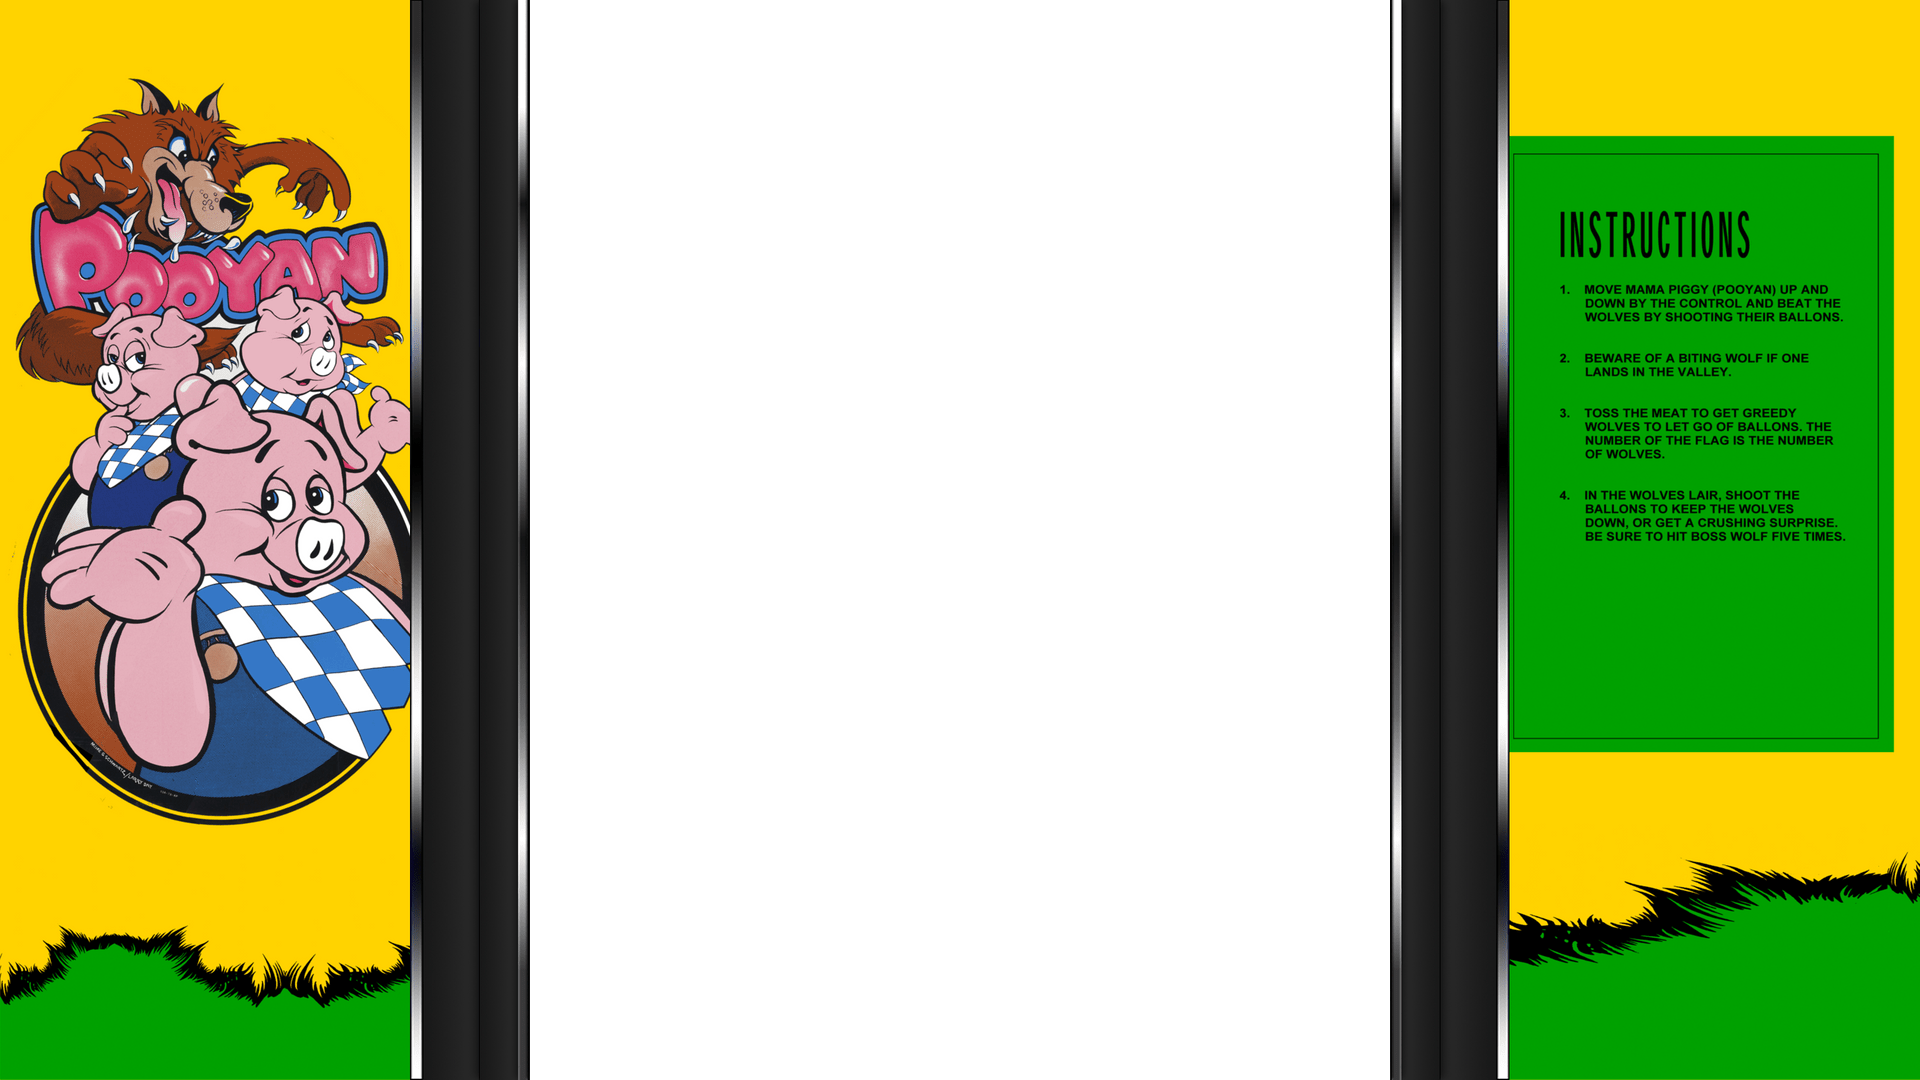 POOYAN
INSTRUCTIONS
1. MOVE MAMA PIGGY (POOYAN) UP AND
DOWN BY THE CONTROL AND BEAT THE
WOLVES BY SHOOTING THEIR BALLONS.
2. BEWARE OF A BITING WOLF IF ONE
LANDS IN THE VALLEY.
3. TOSS THE MEAT TO GET GREEDY
WOLVES TO LET GO OF BALLONS. THE
NUMBER OF THE FLAG IS THE NUMBER
OF WOLVES.
4. IN THE WOLVES LAIR, SHOOT THE
BALLONS TO KEEP THE WOLVES
DOWN, OR GET A CRUSHING SURPRISE.
BE SURE TO HIT BOSS WOLF FIVE TIMES.